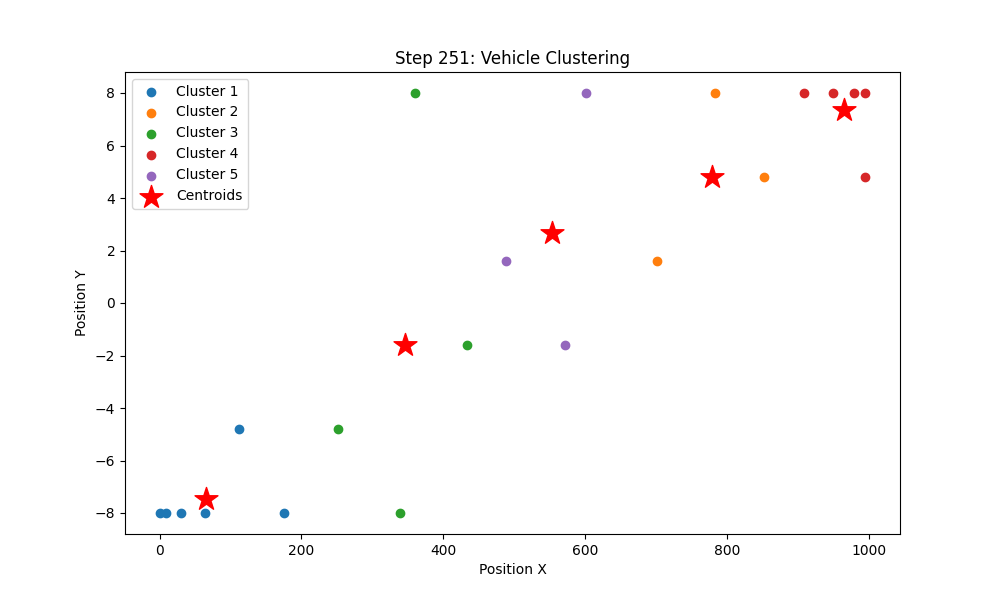 Step 251: Vehicle Clustering
Cluster 1
Cluster 2
Cluster 3
Cluster 4
Cluster 5
Centroids
8
6
4
2
0
−2
−4
−6
−8
Position Y
0 200 400 600 800 1000
Position X